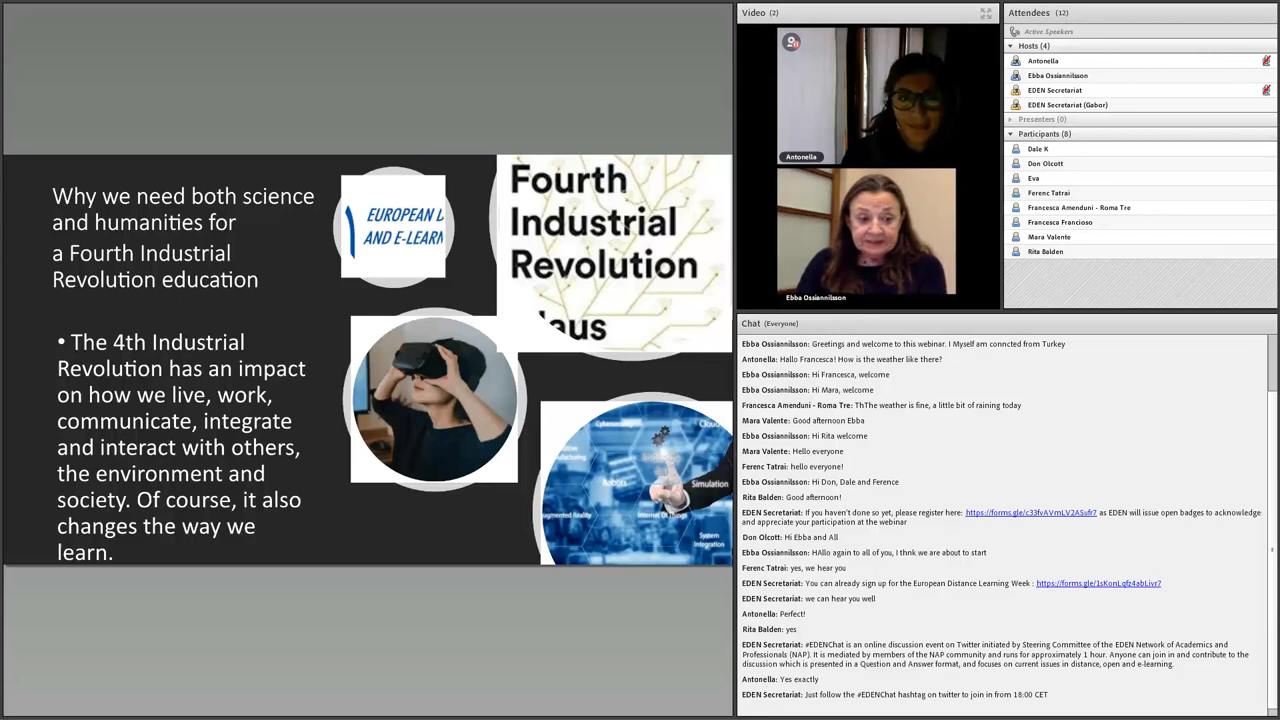 Why we need both science
and humanities for
a Fourth Industrial
Revolution education
• The 4th Industrial
Revolution has an impact
on how we live, work,
communicate, integrate
and interact with others,
the environment and
society. Of course, it also
changes the way we
learn.
EUROPEAN
AND E-LEARN
Fourth
Industrial
Revolution
Cloud
Robots
Simulation
Internet Of Things
System
Integration
Video (2)
Antonella
Ebba Ossiannilsson
Attendees (12)
Active Speakers
Hosts (4)
Antonella
Ebba Ossiannilsson
EDEN Secretariat
EDEN Secretariat (Gabor)
Presenters (0)
Participants (8)
Dale K
Don Olcott
Eva
Ferenc Tatrai
Francesca Amenduni - Roma Tre
Francesca Francioso
Mara Valente
Rita Balden
Chat (Everyone)
Ebba Ossiannilsson: Greetings and welcome to this webinar. I Myself am conncted from Turkey
Antonella: Hallo Francesca! How is the weather like there?
Ebba Ossiannilsson: Hi Francesca, welcome
Ebba Ossiannilsson: Hi Mara, welcome
Francesca Amenduni - Roma Tre: ThThe weather is fine, a little bit of raining today
Mara Valente: Good afternoon Ebba
Ebba Ossiannilsson: Hi Rita welcome
Mara Valente: Hello everyone
Ferenc Tatrai: hello everyone!
Ebba Ossiannilsson: Hi Don, Dale and Ference
Rita Balden: Good afternoon!
EDEN Secretariat: If you haven't done so yet, please register here: https://forms.gle/c33fvAVmLV2ASufr7 as EDEN will issue open badges to acknowledge
and appreciate your participation at the webinar
Don Olcott: Hi Ebba and All
Ebba Ossiannilsson: HAllo again to all of you, I thnk we are about to start
Ferenc Tatrai: yes, we hear you
EDEN Secretariat: You can already sign up for the European Distance Learning Week : https://forms.gle/1sKonLqfz4abLivr7
EDEN Secretariat: we can hear you well
Antonella: Perfect!
Rita Balden: yes
EDEN Secretariat: #EDENChat is an online discussion event on Twitter initiated by Steering Committee of the EDEN Network of Academics and
Professionals (NAP). It is mediated by members of the NAP community and runs for approximately 1 hour. Anyone can join in and contribute to the
discussion which is presented in a Question and Answer format, and focuses on current issues in distance, open and e-learning.
Antonella: Yes exactly
EDEN Secretariat: Just follow the #EDENChat hashtag on twitter to join in from 18:00 CET